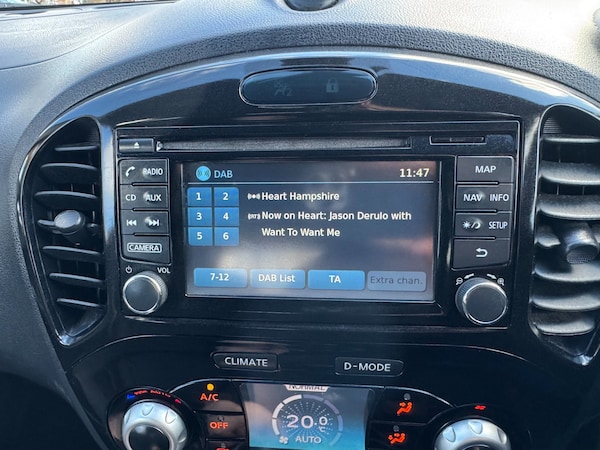 DAB
11:47
1 2
Heart Hampshire
3 4
Now on Heart: Jason Derulo with
Want To Want Me
5 6
7-12
DAB List
TA
Extra chan.
RADIO
CD AUX
CAMERA
VOL
MAP
NAV INFO
SETUP
CLIMATE
D-MODE
A/C
OFF
NORMAL
20.0
AUTO